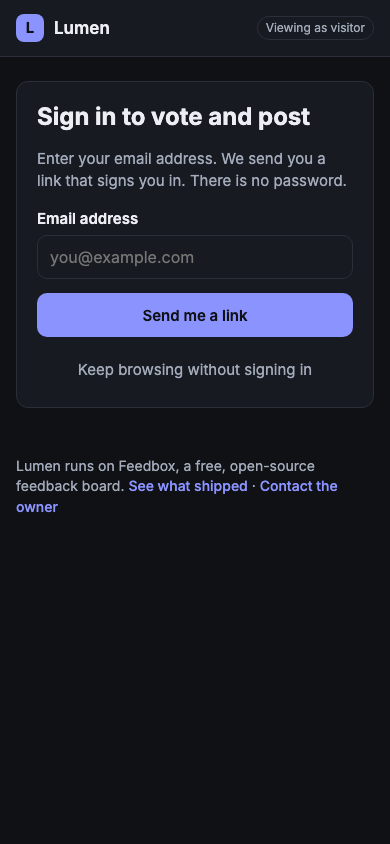 L Lumen Viewing as visitor
Sign in to vote and post
Enter your email address. We send you a
link that signs you in. There is no password.
Email address
you@example.com
Send me a link
Keep browsing without signing in
Lumen runs on Feedbox, a free, open-source
feedback board. See what shipped · Contact the
owner